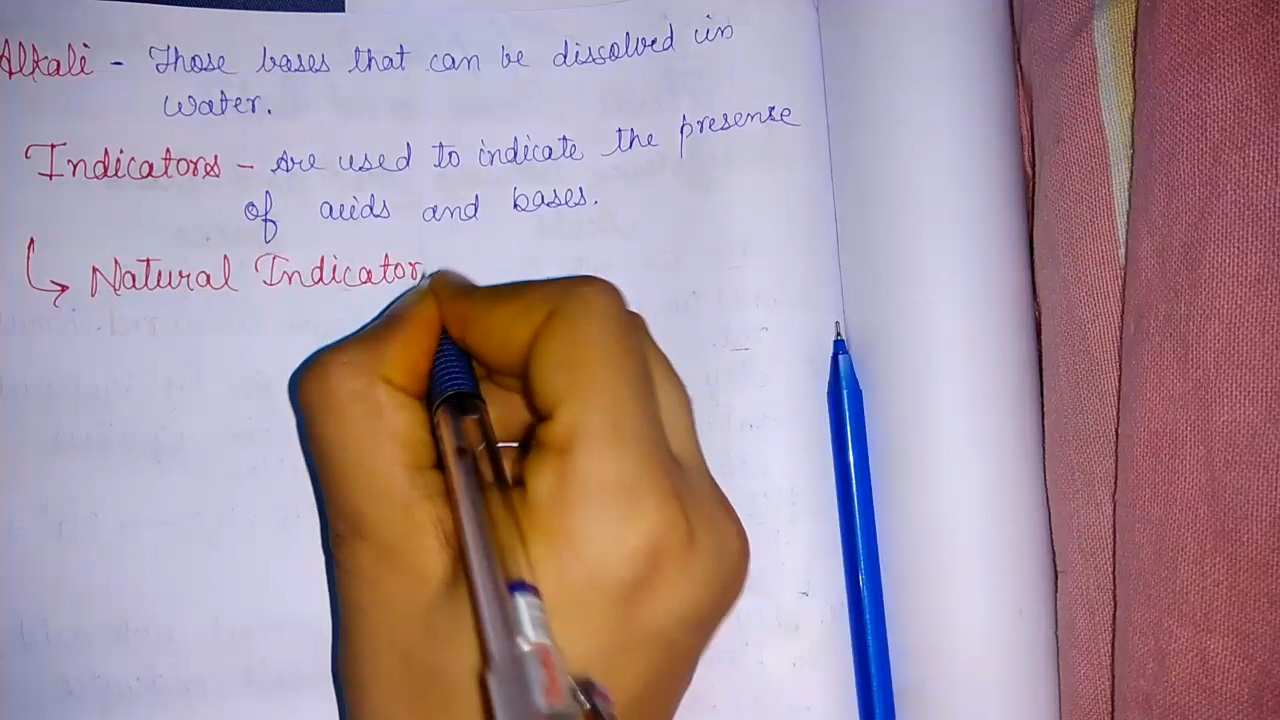 Alkali - Those bases that can be dissolved in
water.
Indicators - Are used to indicate the presense
of acids and bases.
Natural Indicator